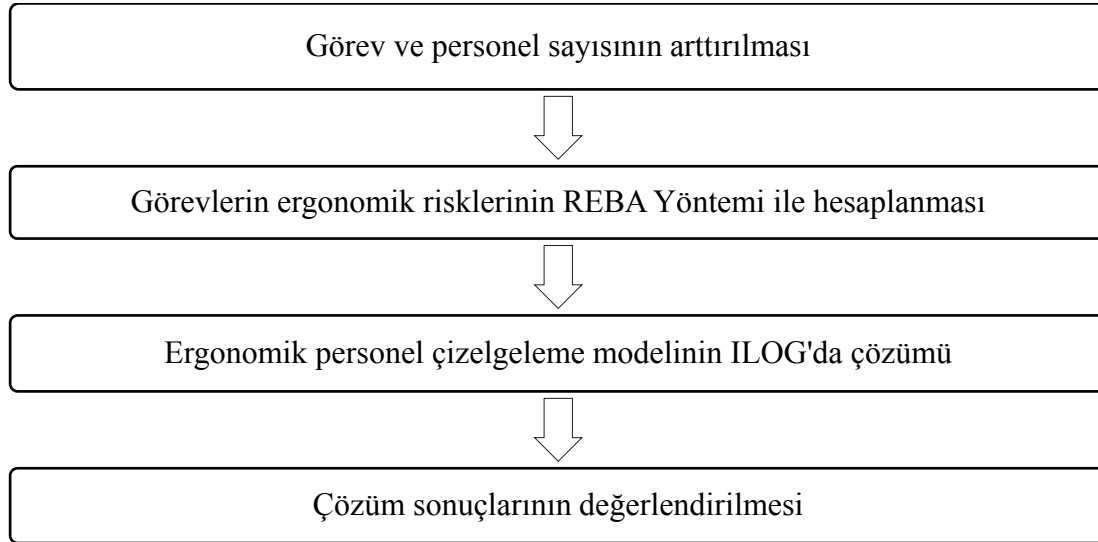 Görev ve personel sayısının arttırılması
Görevlerin ergonomik risklerinin REBA Yöntemi ile hesaplanması
Ergonomik personel çizelgeleme modelinin ILOG'da çözümü
Çözüm sonuçlarının değerlendirilmesi